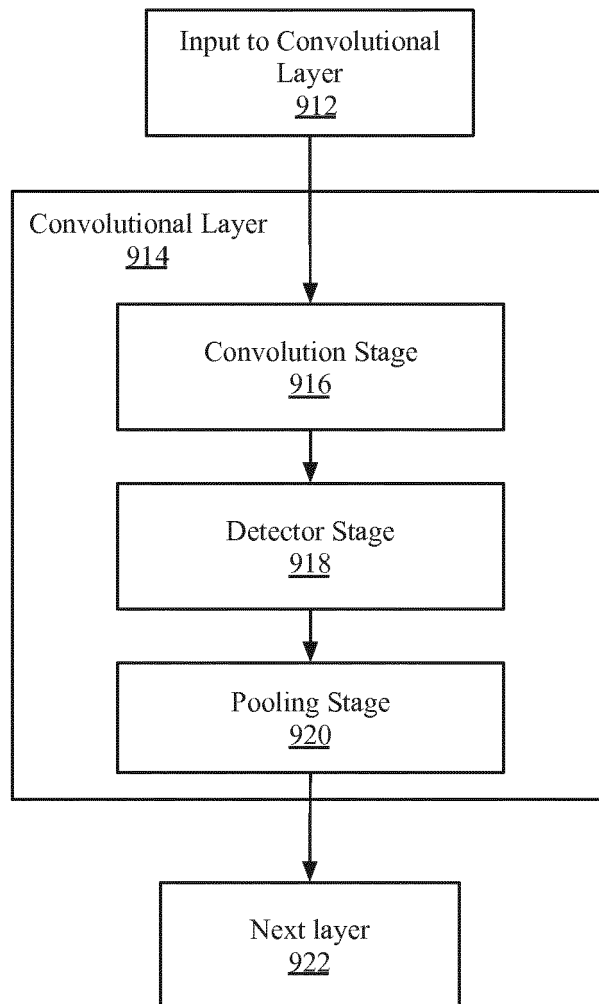 Input to Convolutional
Layer
912
Convolutional Layer
914
Convolution Stage
916
Detector Stage
918
Pooling Stage
920
Next layer
922